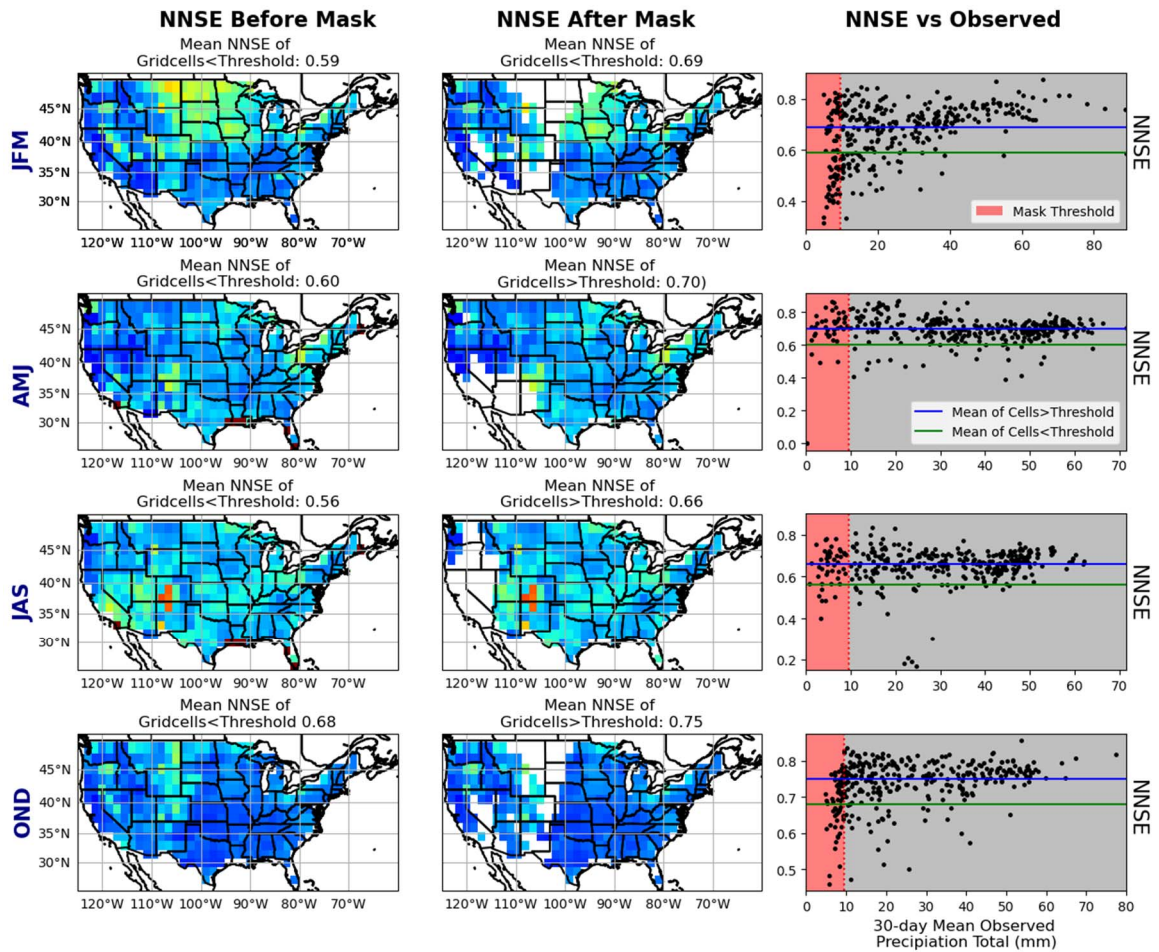 NNSE Before Mask
NNSE After Mask
NNSE vs Observed
Mean NNSE of
Gridcells<Threshold: 0.59
Mean NNSE of
Gridcells<Threshold: 0.69
JFM
45°N
40°N
35°N
30°N
120°W 110°W 100°W 90°W 80°W 70°W
120°W 110°W 100°W 90°W 80°W 70°W
0.8
0.6
0.4
Mask Threshold
0 20 40 60 80
NNSE
Mean NNSE of
Gridcells<Threshold: 0.60
Mean NNSE of
Gridcells>Threshold: 0.70)
AMJ
45°N
40°N
35°N
30°N
120°W 110°W 100°W 90°W 80°W 70°W
120°W 110°W 100°W 90°W 80°W 70°W
0.8
0.6
0.4
0.2
0.0
Mean of Cells>Threshold
Mean of Cells<Threshold
0 10 20 30 40 50 60 70
NNSE
Mean NNSE of
Gridcells<Threshold: 0.56
Mean NNSE of
Gridcells>Threshold: 0.66
JAS
45°N
40°N
35°N
30°N
120°W 110°W 100°W 90°W 80°W 70°W
120°W 110°W 100°W 90°W 80°W 70°W
0.8
0.6
0.4
0.2
0 10 20 30 40 50 60 70
NNSE
Mean NNSE of
Gridcells<Threshold 0.68
Mean NNSE of
Gridcells>Threshold: 0.75
OND
45°N
40°N
35°N
30°N
120°W 110°W 100°W 90°W 80°W 70°W
120°W 110°W 100°W 90°W 80°W 70°W
0.8
0.7
0.6
0.5
0 10 20 30 40 50 60 70 80
NNSE
30-day Mean Observed
Precipiation Total (mm)